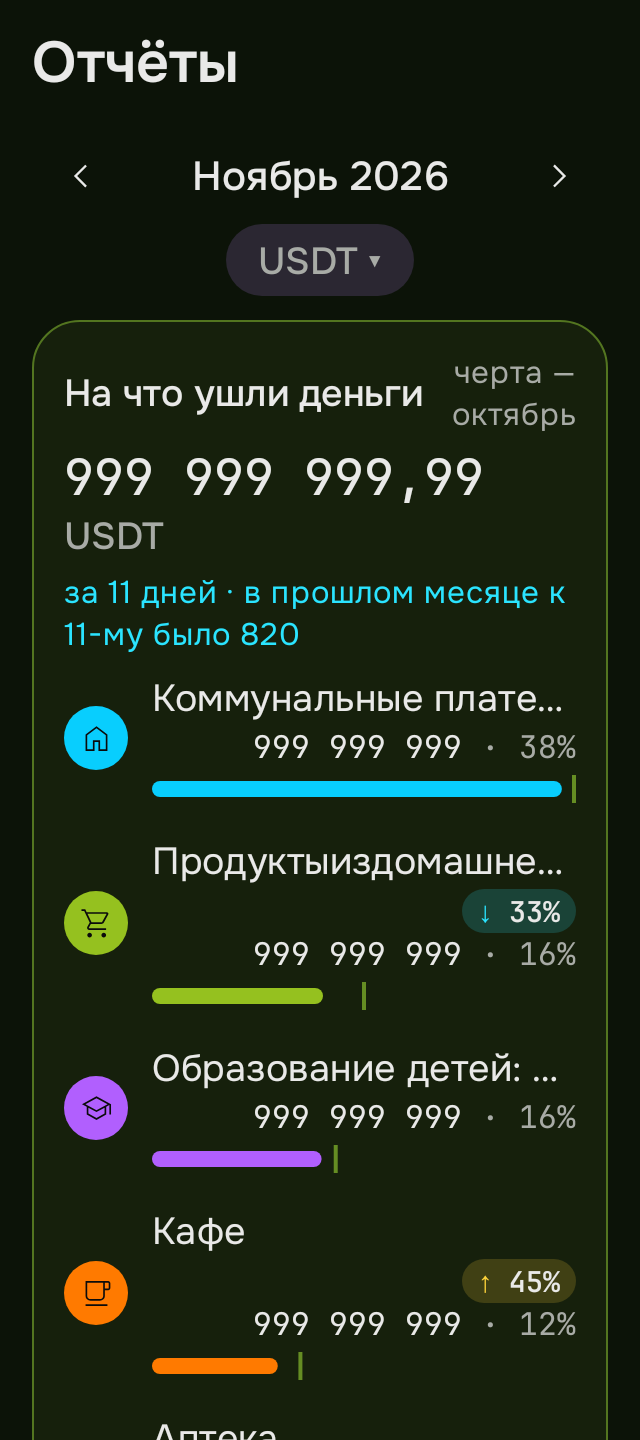 Отчёты
Ноябрь 2026
USDT ▾
На что ушли деньги
черта —
октябрь
999 999 999,99
USDT
за 11 дней · в прошлом месяце к
11-му было 820
Коммунальные плате...
999 999 999 · 38%
Продуктыиздомашне...
↓ 33%
999 999 999 · 16%
Образование детей: ...
999 999 999 · 16%
Кафе
↑ 45%
999 999 999 · 12%
Аптека